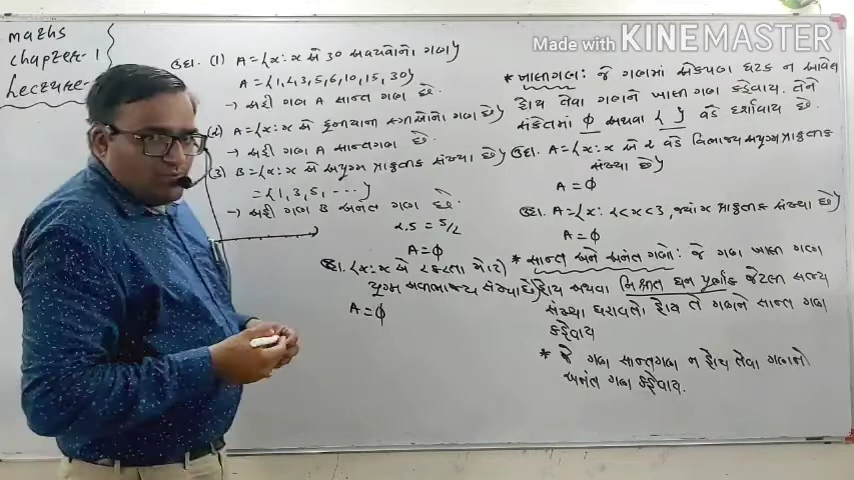 Made with KINEMASTER
maths
chapter-1
Lecture-
ઉદા. (1) A={x:x એ 30 અવયવોનો ગણ}
A={1,2,3,5,6,10,15,30}
→ અહીં ગણ A સાન્ત ગણ છે.
(2) A={x:x એ દુનિયાના નો ગણ છે}
→ અહીં ગણ A સાન્તગણ છે.
(3) B={x:x એ અયુગ્મ પ્રાકૃતિક સંખ્યા છે}
={1,3,5,---}
→ અહીં ગણ B અનંત ગણ છે.
2.5 = 5/2
A=ϕ
ઉદા. {x:x એ 2 કરતા મોટો
યુગ્મ અવિભાજ્ય સંખ્યા છે}
A=ϕ
* ખાલીગણ: જે ગણમાં એકપણ ઘટક ન આવેલ
હોય તેવા ગણને ખાલી ગણ કહેવાય. તેને
સંકેતમાં ϕ અથવા { } વડે દર્શાવાય છે.
ઉદા. A={x:x એ 2 વડે વિભાજ્ય અયુગ્મ પ્રાકૃતિક
સંખ્યા છે}
A=ϕ
ઉદા. A={x: 2<x<3, જ્યાં x પ્રાકૃતિક સંખ્યા છે}
A=ϕ
* સાન્ત અને અનંત ગણો: જે ગણ ખાલી ગણ
હોય અથવા નિશ્ચિત ધન પૂર્ણાંક જેટલી સભ્ય
સંખ્યા ધરાવતો હોય તે ગણને સાન્ત ગણ
કહેવાય
* જે ગણ સાન્તગણ ન હોય તેવા ગણને
અનંત ગણ કહેવાય.